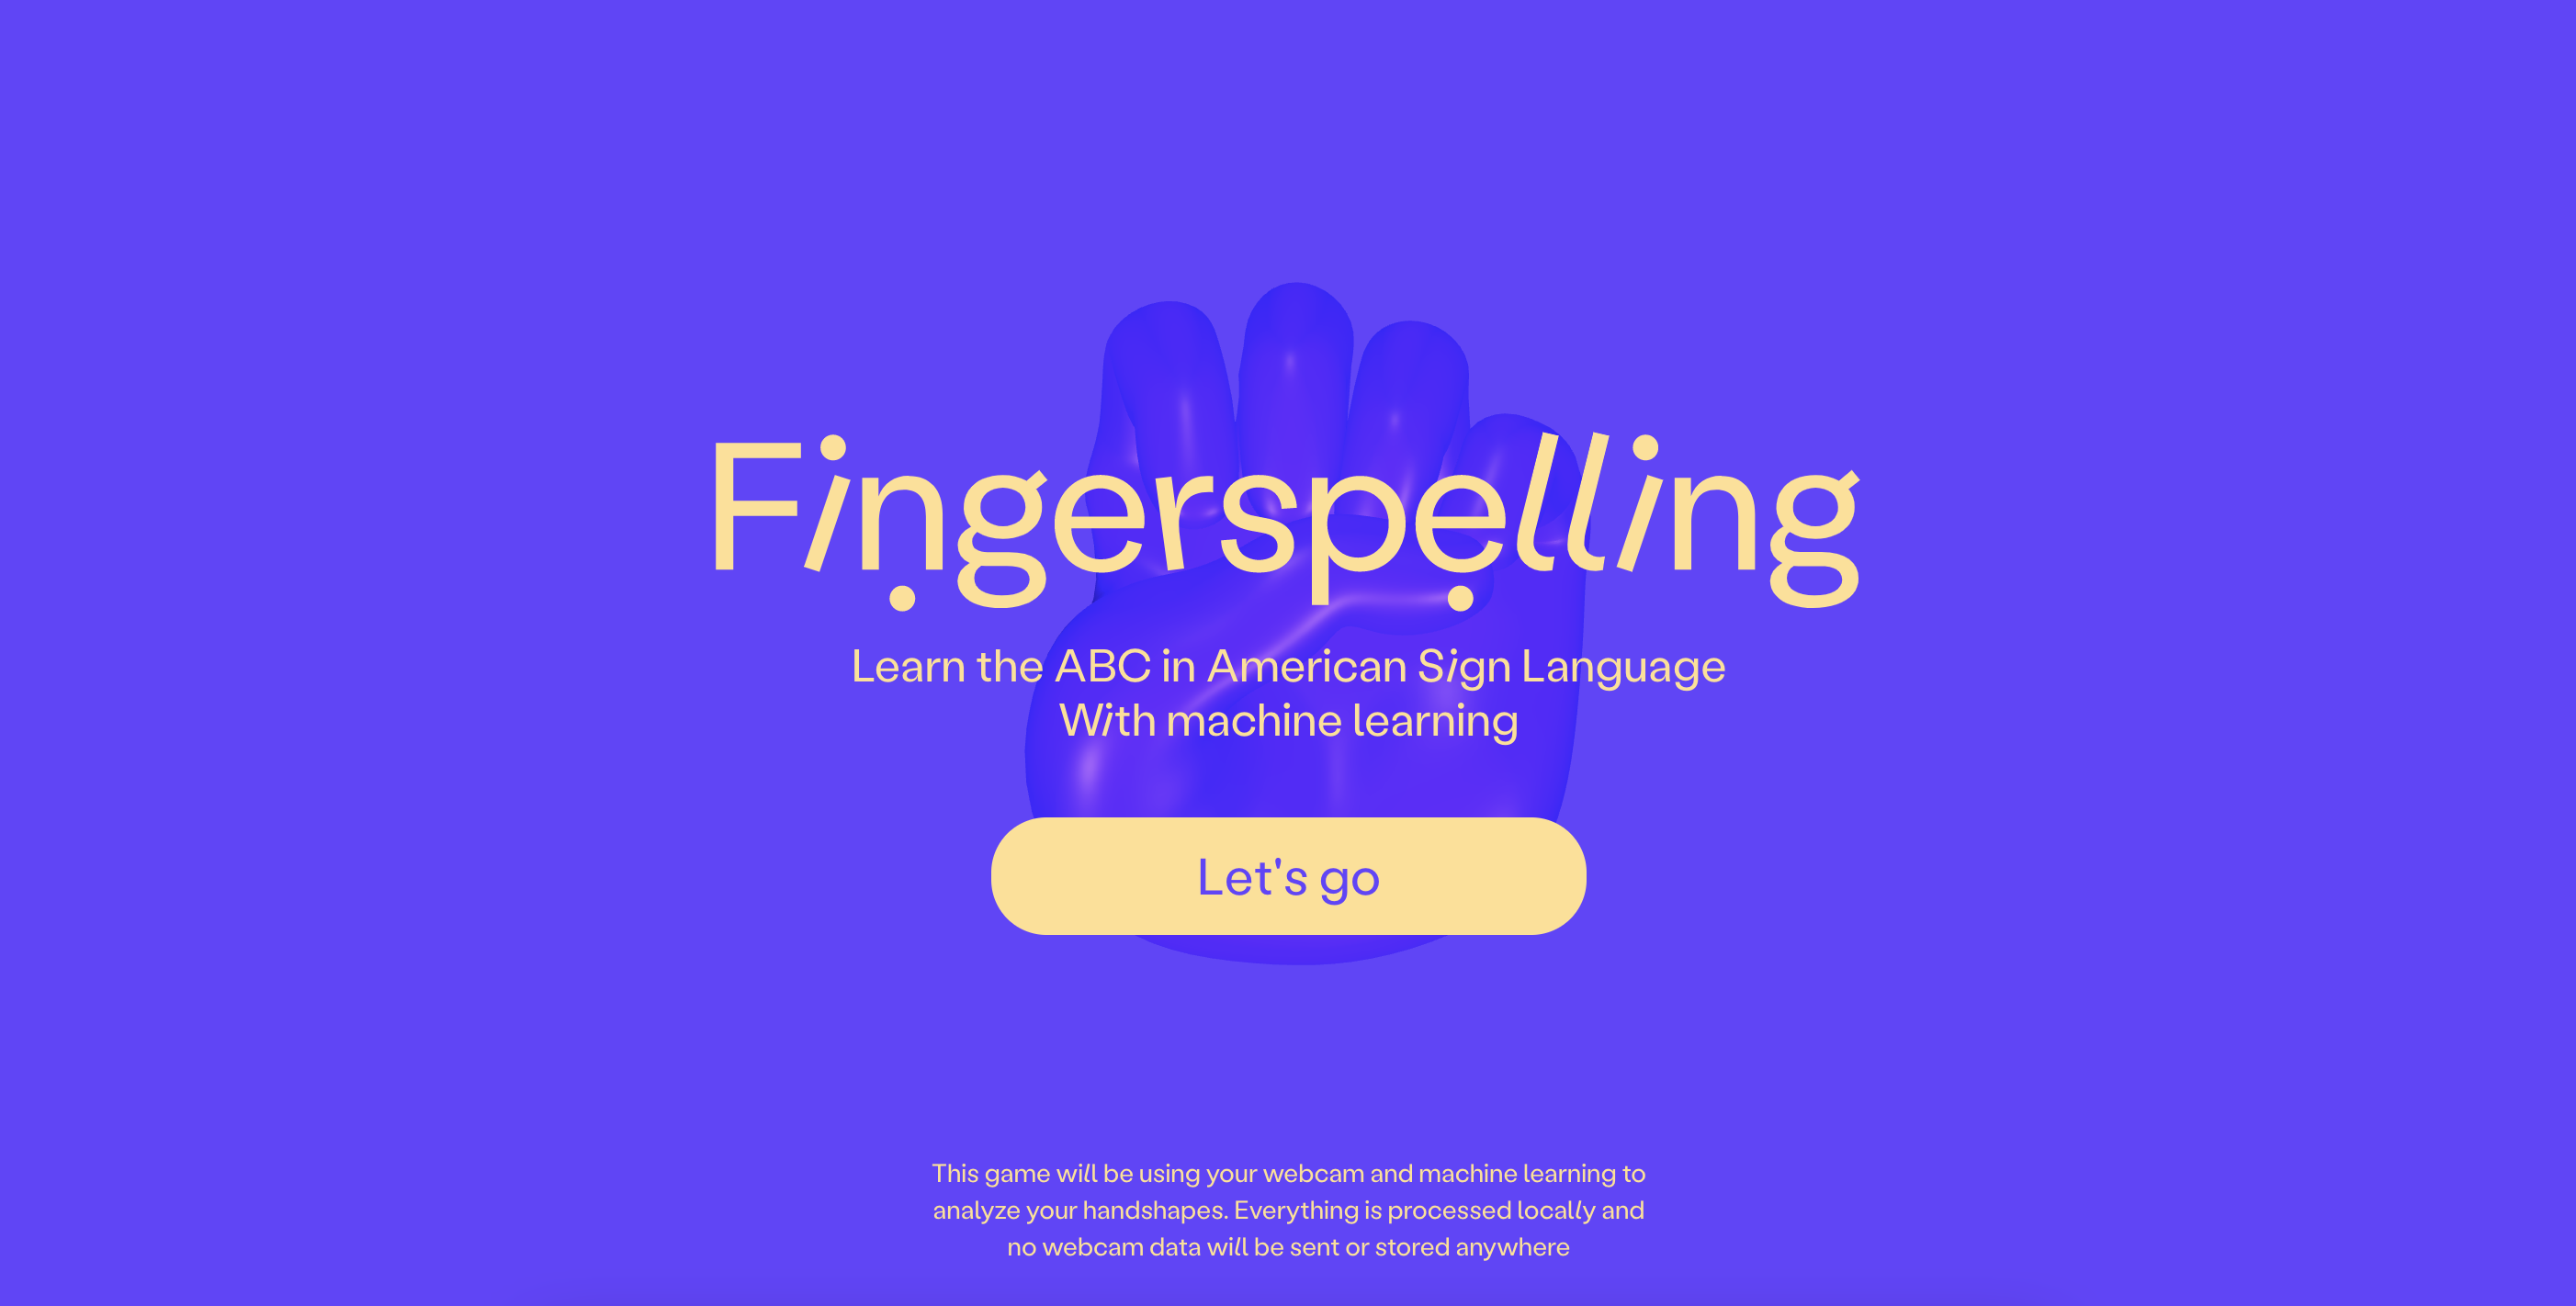 Fingerspelling
Learn the ABC in American Sign Language
With machine learning
Let's go
This game will be using your webcam and machine learning to
analyze your handshapes. Everything is processed locally and
no webcam data will be sent or stored anywhere